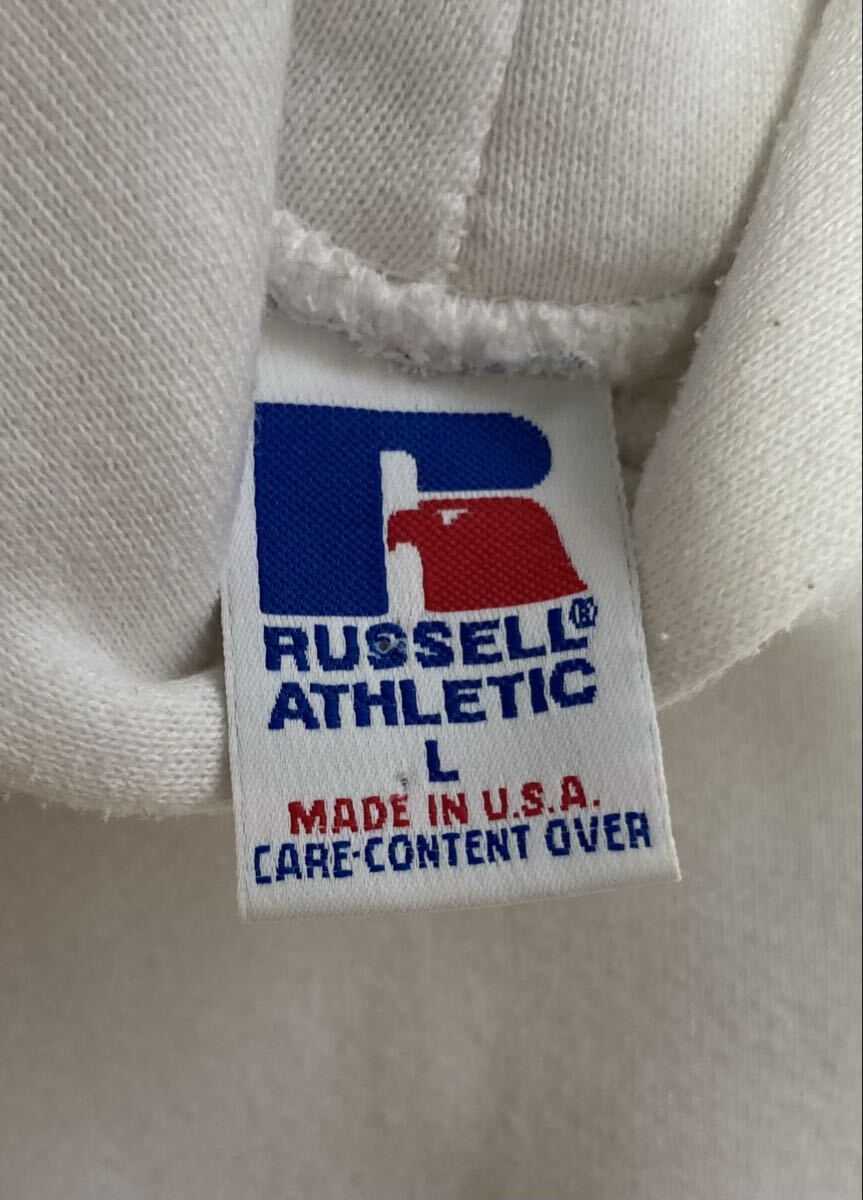 RUSSELL®
ATHLETIC
L
MADE IN U.S.A.
CARE-CONTENT OVER